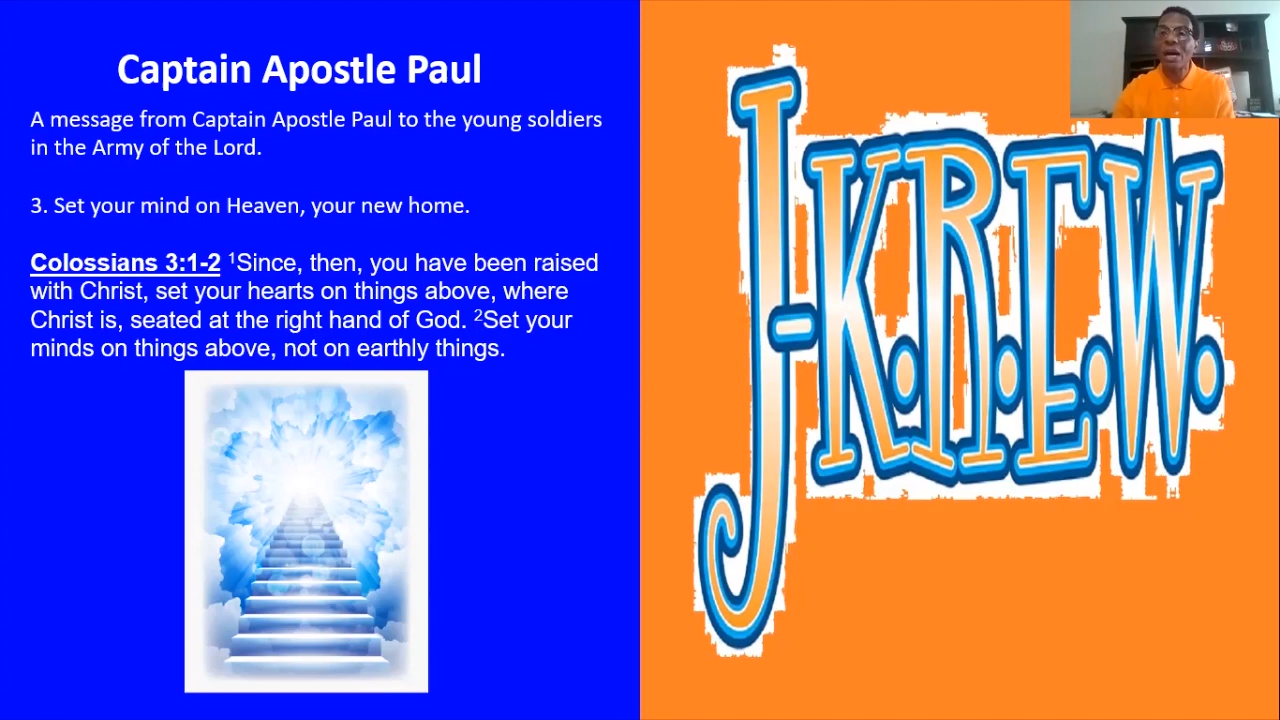 Captain Apostle Paul
A message from Captain Apostle Paul to the young soldiers
in the Army of the Lord.
3. Set your mind on Heaven, your new home.
Colossians 3:1-2 ¹Since, then, you have been raised
with Christ, set your hearts on things above, where
Christ is, seated at the right hand of God. ²Set your
minds on things above, not on earthly things.
J-K.R.E.W.